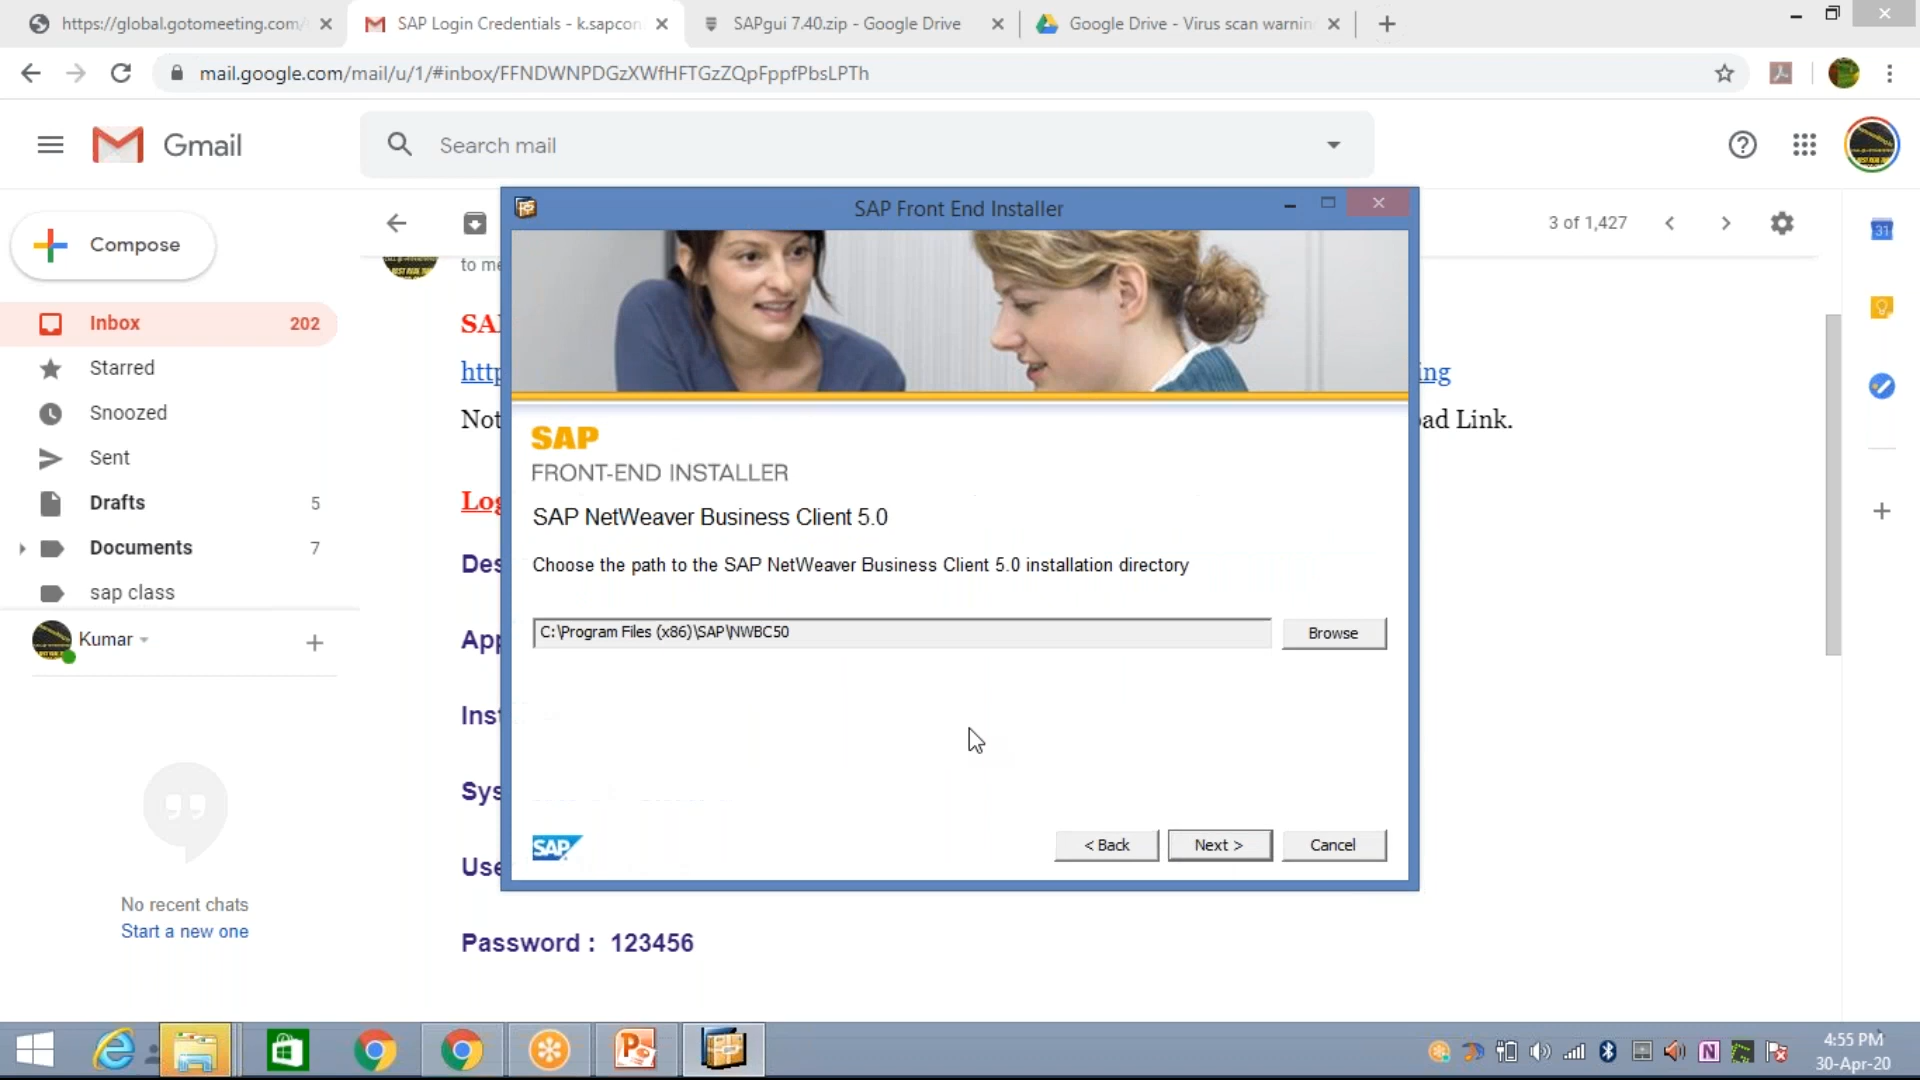 https://global.gotomeeting.com/
SAP Login Credentials - k.sapcon
SAPgui 7.40.zip - Google Drive
Google Drive - Virus scan warnin
mail.google.com/mail/u/1/#inbox/FFNDWNPDGzXWfHFTGzZQpFppfPbsLPTh
Gmail
Search mail
Compose
3 of 1,427
31
Inbox 202
Starred
Snoozed
Sent
Drafts 5
Documents 7
sap class
Kumar
No recent chats
Start a new one
to me
SAP
http
ing
Not
ad Link.
Log
Des
App
Inst
Sys
Use
Password : 123456
SAP Front End Installer
SAP
FRONT-END INSTALLER
SAP NetWeaver Business Client 5.0
Choose the path to the SAP NetWeaver Business Client 5.0 installation directory
C:\Program Files (x86)\SAP\NWBC50
Browse
SAP
< Back
Next >
Cancel
4:55 PM
30-Apr-20